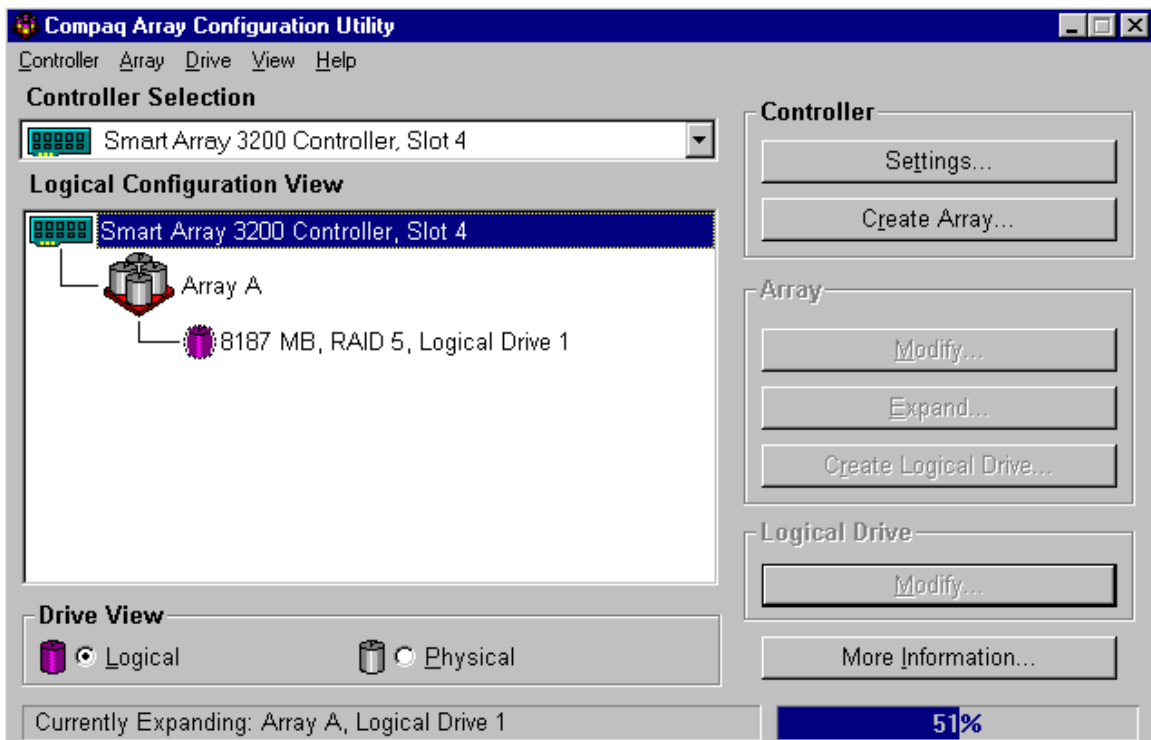 Compaq Array Configuration Utility
Controller Array Drive View Help
Controller Selection
Smart Array 3200 Controller, Slot 4
Logical Configuration View
Smart Array 3200 Controller, Slot 4
Array A
8187 MB, RAID 5, Logical Drive 1
Drive View
Logical
Physical
Controller
Settings...
Create Array...
Array
Modify...
Expand...
Create Logical Drive...
Logical Drive
Modify...
More Information...
Currently Expanding: Array A, Logical Drive 1
51%